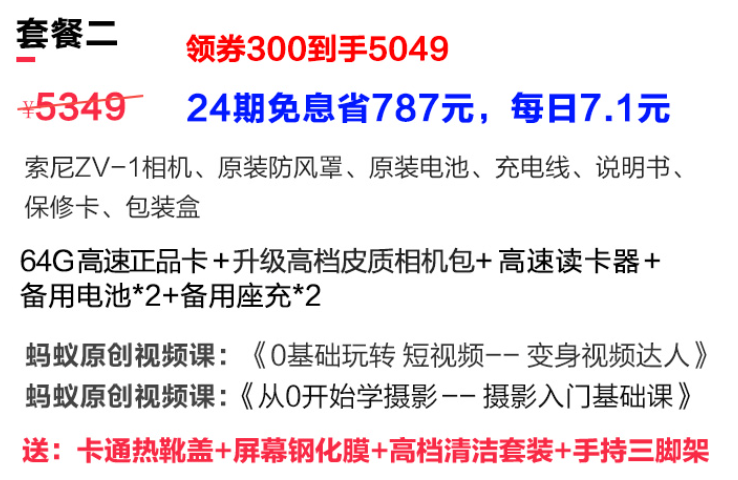 套餐二
领券300到手5049
¥5349
24期免息省787元，每日7.1元
索尼ZV-1相机、原装防风罩、原装电池、充电线、说明书、
保修卡、包装盒
64G高速正品卡+升级高档皮质相机包+高速读卡器+
备用电池*2+备用座充*2
蚂蚁原创视频课：《0基础玩转 短视频-- 变身视频达人》
蚂蚁原创视频课：《从0开始学摄影-- 摄影入门基础课》
送：卡通热靴盖+屏幕钢化膜+高档清洁套装+手持三脚架